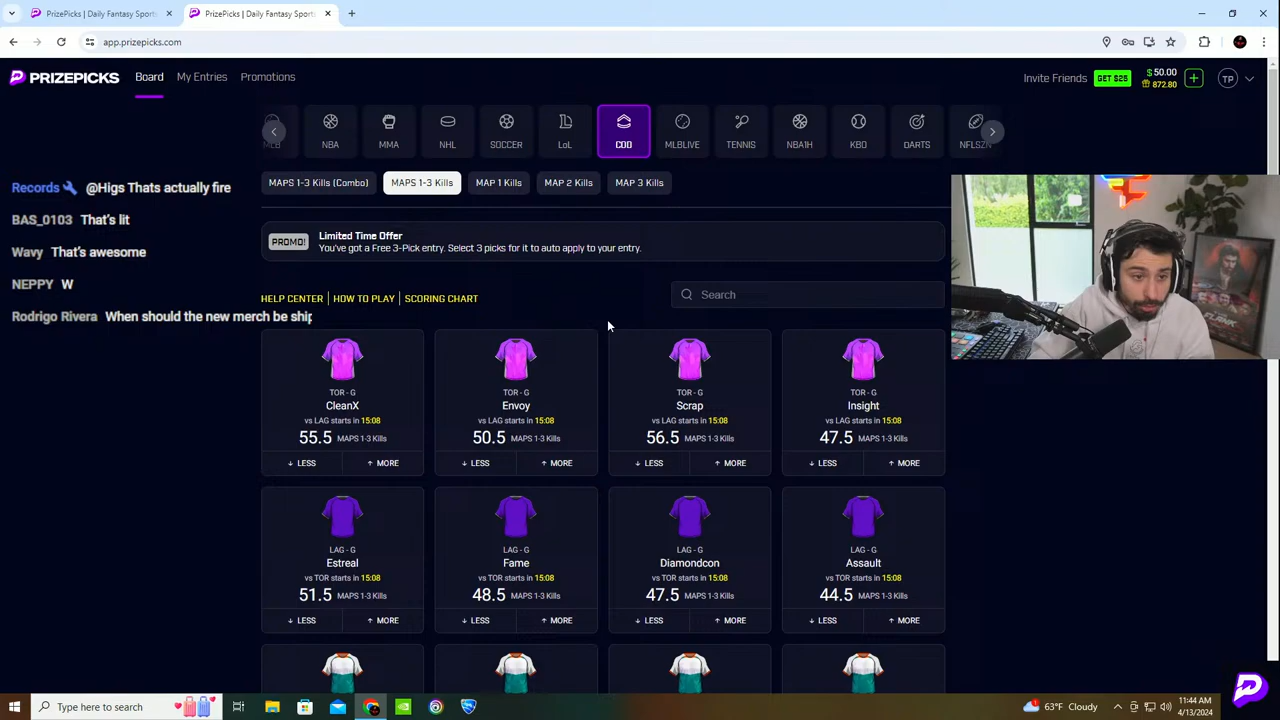 PrizePicks | Daily Fantasy Sports
PrizePicks | Daily Fantasy Sports
app.prizepicks.com
PRIZEPICKS
Board
My Entries
Promotions
Invite Friends
GET $25
$ 50.00
872.80
TP
MLB
NBA
MMA
NHL
SOCCER
LoL
COD
MLBLIVE
TENNIS
NBA1H
KBO
DARTS
NFLSZN
MAPS 1-3 Kills (Combo)
MAPS 1-3 Kills
MAP 1 Kills
MAP 2 Kills
MAP 3 Kills
Records @Higs Thats actually fire
BAS_0103 That's lit
Wavy That's awesome
NEPPY W
Rodrigo Rivera When should the new merch be ship
PROMO!
Limited Time Offer
You've got a Free 3-Pick entry. Select 3 picks for it to auto apply to your entry.
HELP CENTER | HOW TO PLAY | SCORING CHART
Search
TOR - G
CleanX
vs LAG starts in 15:08
55.5 MAPS 1-3 Kills
↓ LESS
↑ MORE
TOR - G
Envoy
vs LAG starts in 15:08
50.5 MAPS 1-3 Kills
↓ LESS
↑ MORE
TOR - G
Scrap
vs LAG starts in 15:08
56.5 MAPS 1-3 Kills
↓ LESS
↑ MORE
TOR - G
Insight
vs LAG starts in 15:08
47.5 MAPS 1-3 Kills
↓ LESS
↑ MORE
LAG - G
Estreal
vs TOR starts in 15:08
51.5 MAPS 1-3 Kills
↓ LESS
↑ MORE
LAG - G
Fame
vs TOR starts in 15:08
48.5 MAPS 1-3 Kills
↓ LESS
↑ MORE
LAG - G
Diamondcon
vs TOR starts in 15:08
47.5 MAPS 1-3 Kills
↓ LESS
↑ MORE
LAG - G
Assault
vs TOR starts in 15:08
44.5 MAPS 1-3 Kills
↓ LESS
↑ MORE
Type here to search
63°F Cloudy
11:44 AM
4/13/2024